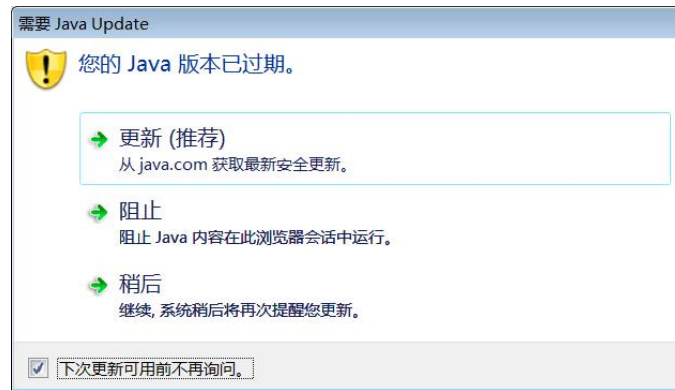 需要 Java Update
您的 Java 版本已过期。
更新 (推荐)
从 java.com 获取最新安全更新。
阻止
阻止 Java 内容在此浏览器会话中运行。
稍后
继续, 系统稍后将再次提醒您更新。
下次更新可用前不再询问。